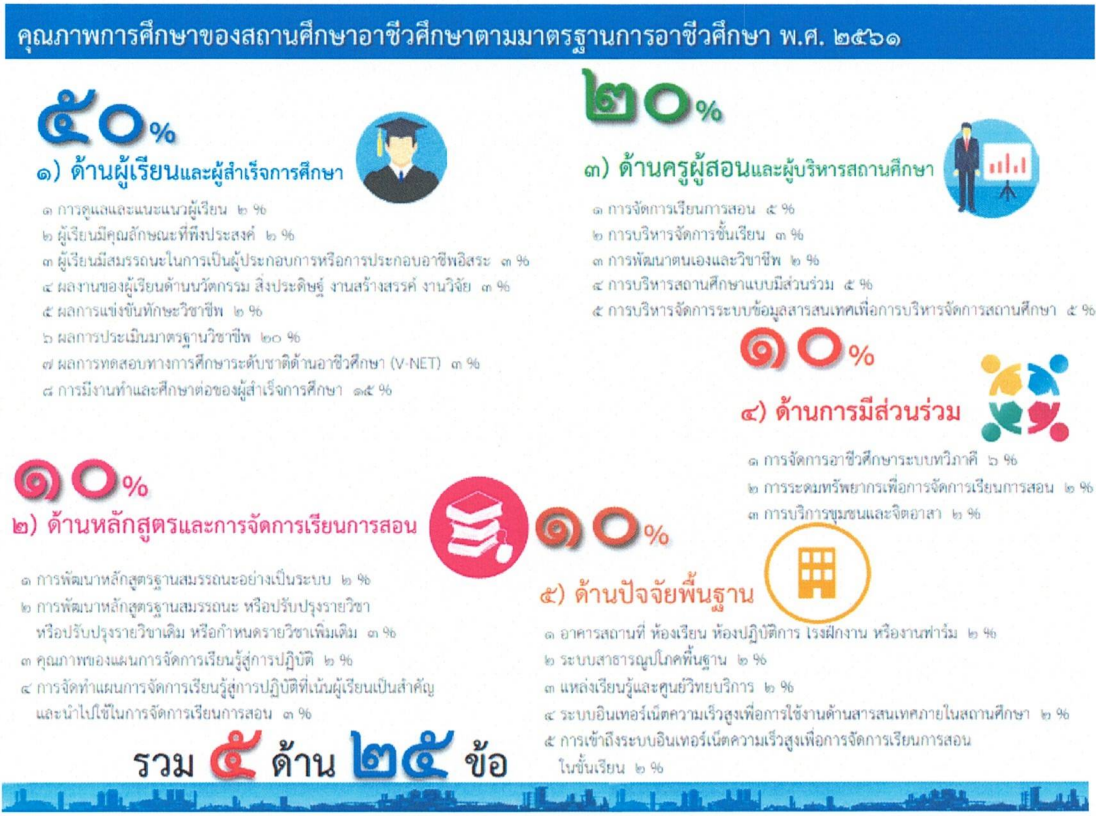 คุณภาพการศึกษาของสถานศึกษาอาชีวศึกษาตามมาตรฐานการอาชีวศึกษา พ.ศ. ๒๕๖๑
๕๐%
๑) ด้านผู้เรียนและผู้สำเร็จการศึกษา
๑ การดูแลและแนะแนวผู้เรียน ๒ %
๒ ผู้เรียนมีคุณลักษณะที่พึงประสงค์ ๒ %
๓ ผู้เรียนมีสมรรถนะในการเป็นผู้ประกอบการหรือการประกอบอาชีพอิสระ ๓ %
๔ ผลงานของผู้เรียนด้านนวัตกรรม สิ่งประดิษฐ์ งานสร้างสรรค์ งานวิจัย ๓ %
๕ ผลการแข่งขันทักษะวิชาชีพ ๒ %
๖ ผลการประเมินมาตรฐานวิชาชีพ ๒๐ %
๗ ผลการทดสอบทางการศึกษาระดับชาติด้านอาชีวศึกษา (V-NET) ๓ %
๘ การมีงานทำและศึกษาต่อของผู้สำเร็จการศึกษา ๑๕ %
๑๐%
๒) ด้านหลักสูตรและการจัดการเรียนการสอน
๑ การพัฒนาหลักสูตรฐานสมรรถนะอย่างเป็นระบบ ๒ %
๒ การพัฒนาหลักสูตรฐานสมรรถนะ หรือปรับปรุงรายวิชา
หรือปรับปรุงรายวิชาเดิม หรือกำหนดรายวิชาเพิ่มเติม ๓ %
๓ คุณภาพของแผนการจัดการเรียนรู้สู่การปฏิบัติ ๒ %
๔ การจัดทำแผนการจัดการเรียนรู้สู่การปฏิบัติที่เน้นผู้เรียนเป็นสำคัญ
และนำไปใช้ในการจัดการเรียนการสอน ๓ %
๒๐%
๓) ด้านครูผู้สอนและผู้บริหารสถานศึกษา
๑ การจัดการเรียนการสอน ๕ %
๒ การบริหารจัดการชั้นเรียน ๓ %
๓ การพัฒนาตนเองและวิชาชีพ ๒ %
๔ การบริหารสถานศึกษาแบบมีส่วนร่วม ๕ %
๕ การบริหารจัดการระบบข้อมูลสารสนเทศเพื่อการบริหารจัดการสถานศึกษา ๕ %
๑๐%
๔) ด้านการมีส่วนร่วม
๑ การจัดการอาชีวศึกษาระบบทวิภาคี ๖ %
๒ การระดมทรัพยากรเพื่อการจัดการเรียนการสอน ๒ %
๓ การบริการชุมชนและจิตอาสา ๒ %
๑๐%
๕) ด้านปัจจัยพื้นฐาน
๑ อาคารสถานที่ ห้องเรียน ห้องปฏิบัติการ โรงฝึกงาน หรืองานฟาร์ม ๒ %
๒ ระบบสาธารณูปโภคพื้นฐาน ๒ %
๓ แหล่งเรียนรู้และศูนย์วิทยบริการ ๒ %
๔ ระบบอินเทอร์เน็ตความเร็วสูงเพื่อการใช้งานด้านสารสนเทศภายในสถานศึกษา ๒ %
๕ การเข้าถึงระบบอินเทอร์เน็ตความเร็วสูงเพื่อการจัดการเรียนการสอน
ในชั้นเรียน ๒ %
รวม ๕ ด้าน ๒๕ ข้อ